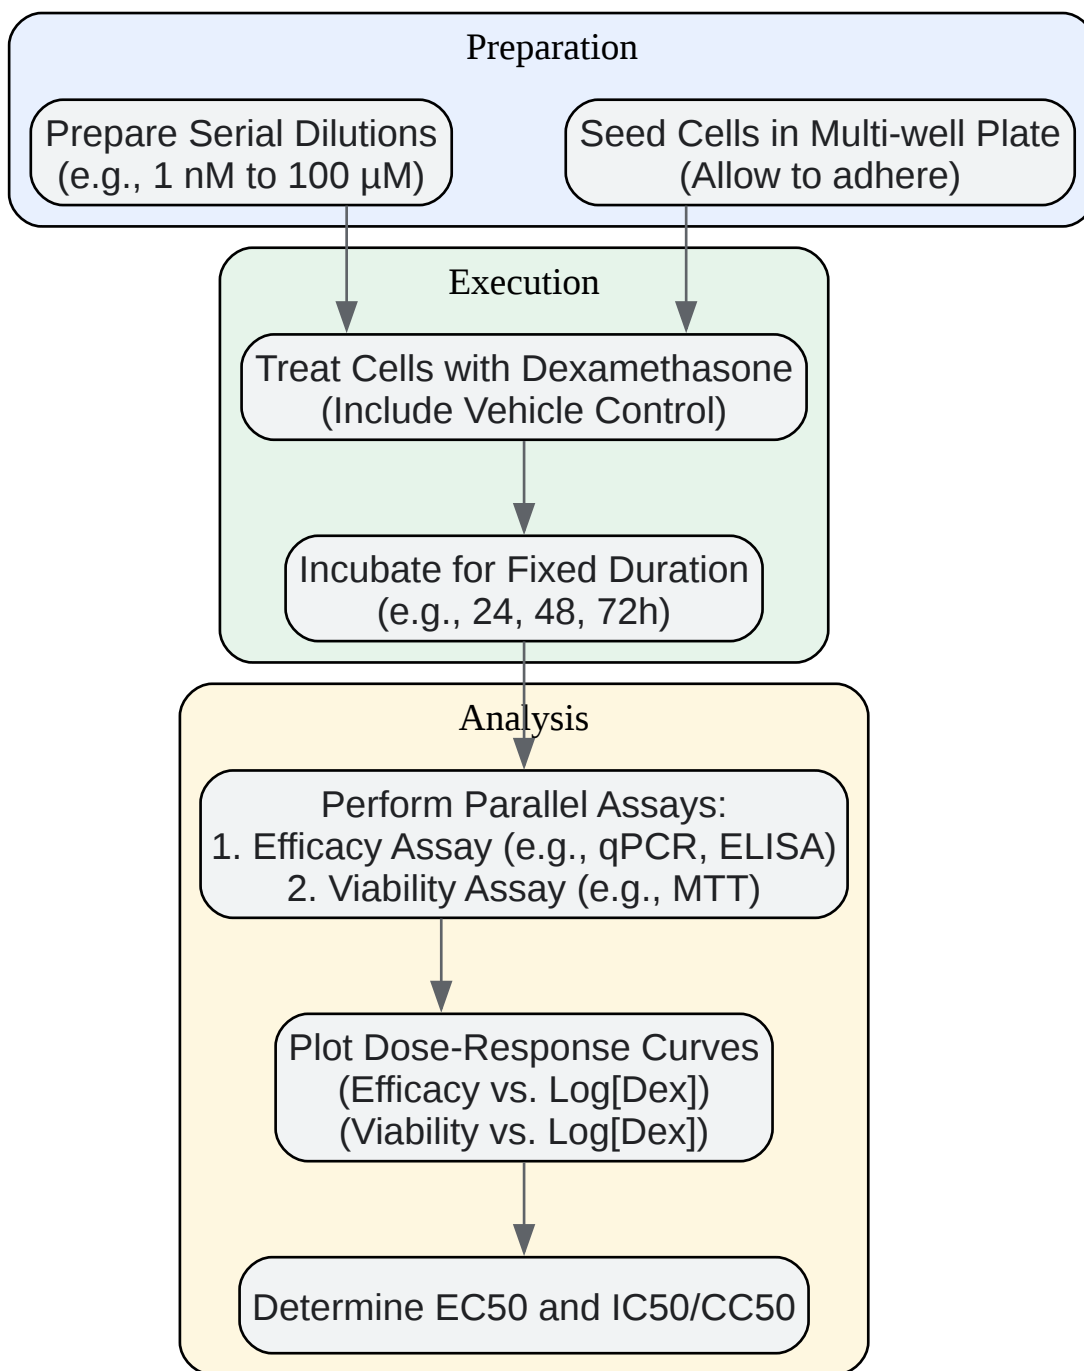 Preparation
Prepare Serial Dilutions
(e.g., 1 nM to 100 µM)
Seed Cells in Multi-well Plate
(Allow to adhere)
Execution
Treat Cells with Dexamethasone
(Include Vehicle Control)
Incubate for Fixed Duration
(e.g., 24, 48, 72h)
Analysis
Perform Parallel Assays:
1. Efficacy Assay (e.g., qPCR, ELISA)
2. Viability Assay (e.g., MTT)
Plot Dose-Response Curves
(Efficacy vs. Log[Dex])
(Viability vs. Log[Dex])
Determine EC50 and IC50/CC50